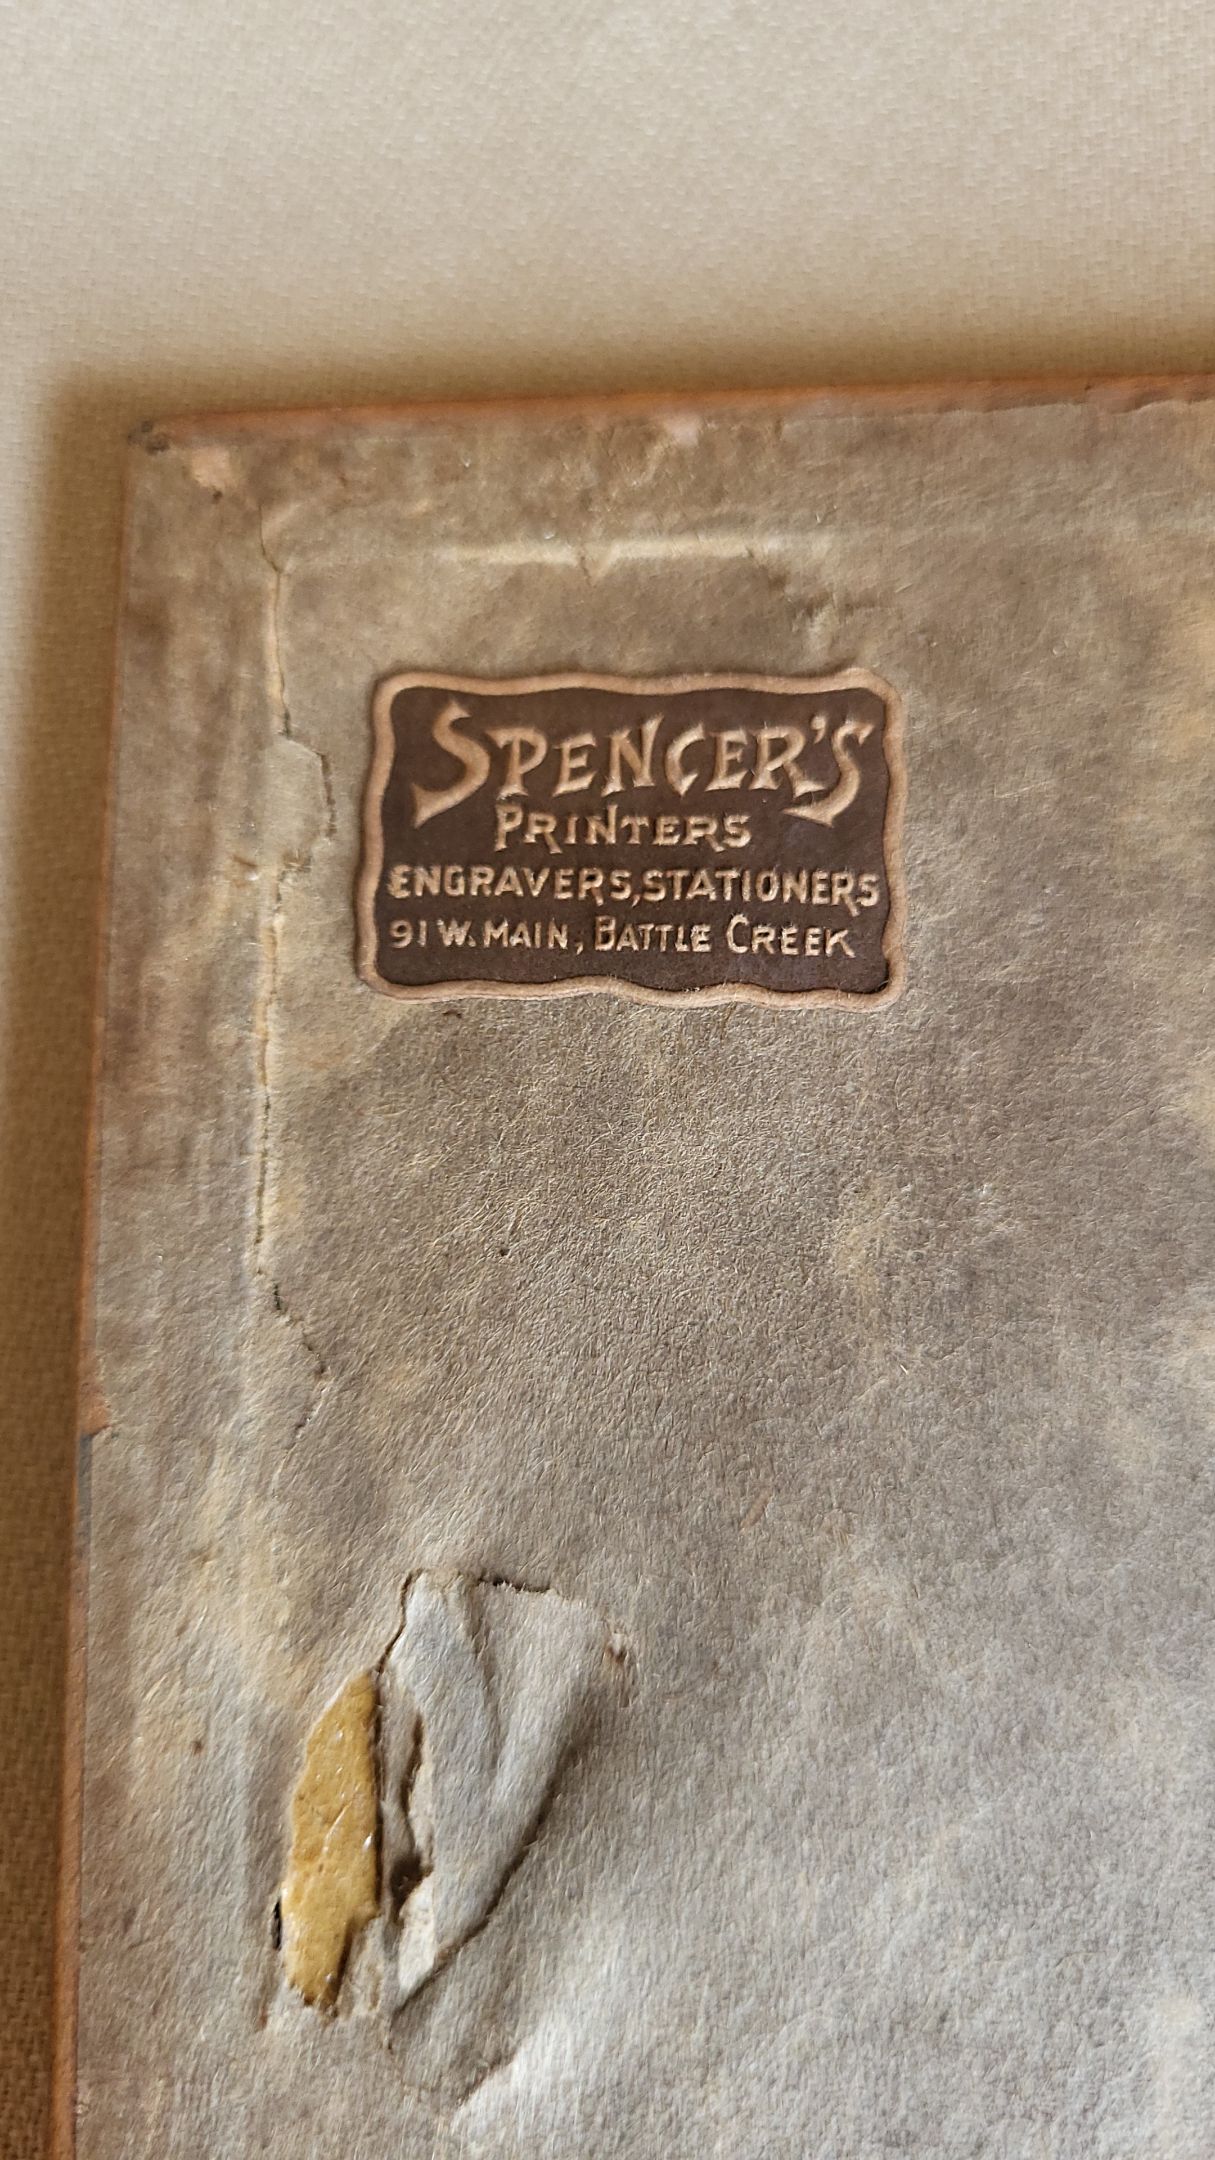 SPENCER'S
PRINTERS
ENGRAVERS, STATIONERS
91 W. MAIN, BATTLE CREEK